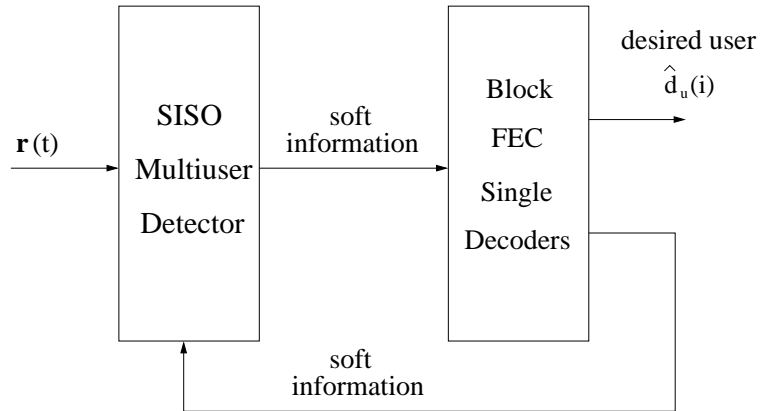 r(t)
SISO
Multiuser
Detector
soft
information
Block
FEC
Single
Decoders
desired user
d̂u(i)
soft
information